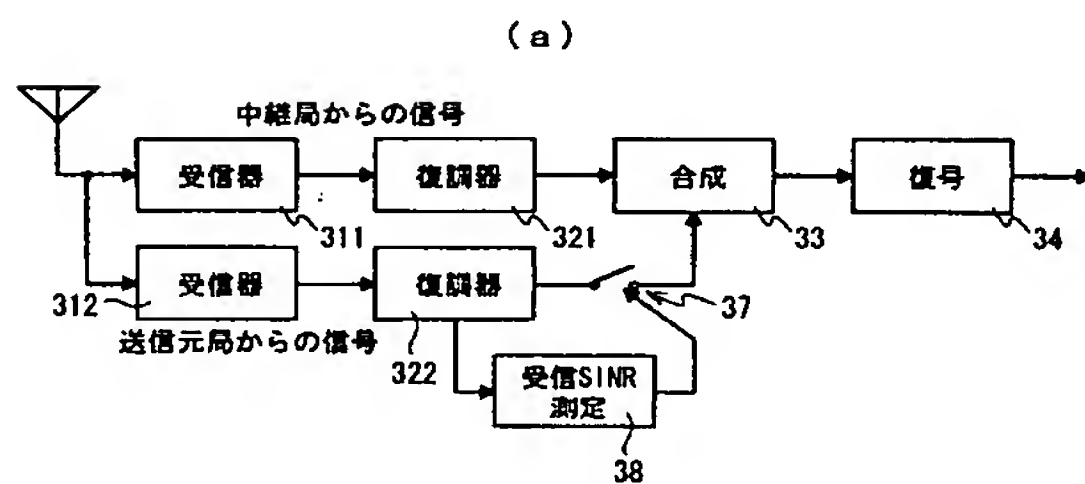 (a)
中継局からの信号
受信器
復調器
合成
復号
311
321
33
34
受信器
復調器
312
37
送信元局からの信号
322
受信SINR
測定
38